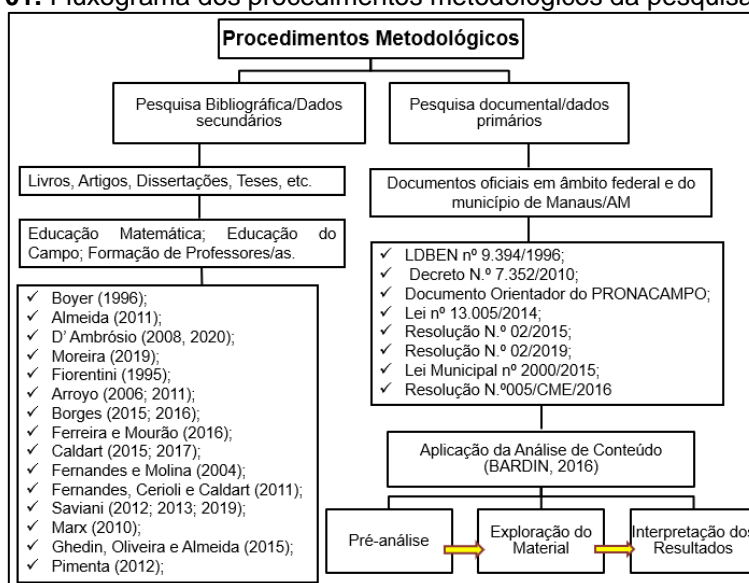 01. Fluxograma dos procedimentos metodológicos da pesquisa
Procedimentos Metodológicos
Pesquisa Bibliográfica/Dados
secundários
Pesquisa documental/dados
primários
Livros, Artigos, Dissertações, Teses, etc.
Documentos oficiais em âmbito federal e do
município de Manaus/AM
Educação Matemática; Educação do
Campo; Formação de Professores/as.
✓ Boyer (1996);
✓ Almeida (2011);
✓ D' Ambrósio (2008, 2020);
✓ Moreira (2019);
✓ Fiorentini (1995);
✓ Arroyo (2006; 2011);
✓ Borges (2015; 2016);
✓ Ferreira e Mourão (2016);
✓ Caldart (2015; 2017);
✓ Fernandes e Molina (2004);
✓ Fernandes, Cerioli e Caldart (2011);
✓ Saviani (2012; 2013; 2019);
✓ Marx (2010);
✓ Ghedin, Oliveira e Almeida (2015);
✓ Pimenta (2012);
✓ LDBEN nº 9.394/1996;
✓ Decreto N.º 7.352/2010;
✓ Documento Orientador do PRONACAMPO;
✓ Lei nº 13.005/2014;
✓ Resolução N.º 02/2015;
✓ Resolução N.º 02/2019;
✓ Lei Municipal nº 2000/2015;
✓ Resolução N.º005/CME/2016
Aplicação da Análise de Conteúdo
(BARDIN, 2016)
Pré-análise
Exploração do
Material
Interpretação dos
Resultados